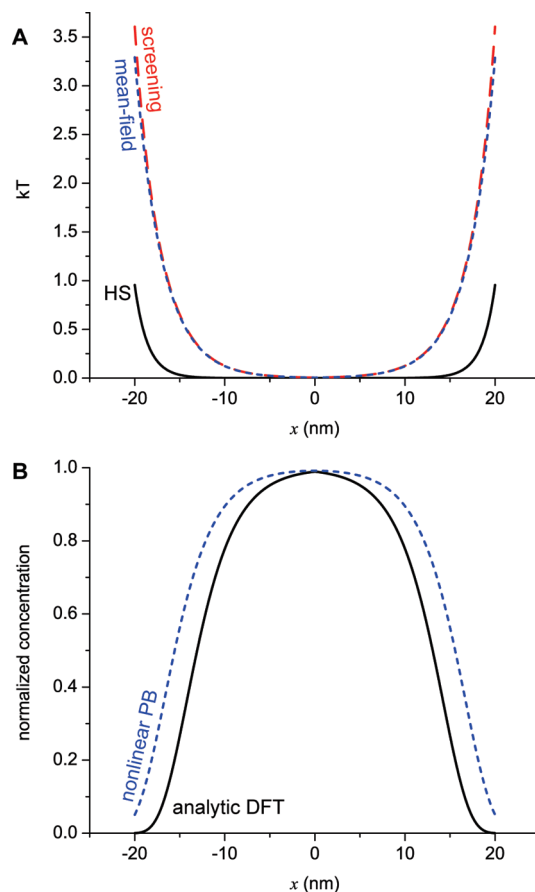 A
3.5
3.0
2.5
2.0
1.5
1.0
0.5
0.0
kT
screening
mean-field
HS
-20
-10
0
10
20
x (nm)
B
1.0
0.8
0.6
0.4
0.2
0.0
normalized concentration
nonlinear PB
analytic DFT
-20
-10
0
10
20
x (nm)